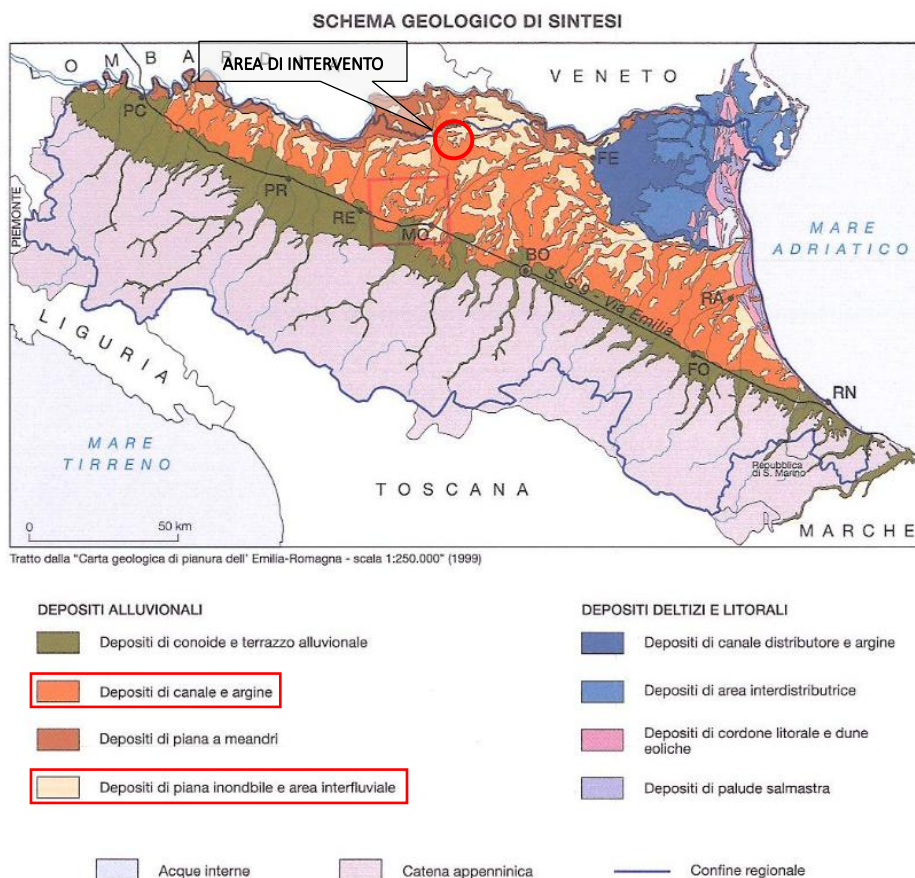 SCHEMA GEOLOGICO DI SINTESI
LOMBARD
AREA DI INTERVENTO
VENETO
PC
FE
PR
RE
MO
BO
S. S. 9 - Via Emilia
RA
FO
RN
PIEMONTE
LIGURIA
MARE
ADRIATICO
MARE
TIRRENO
TOSCANA
Repubblica
di S. Marino
MARCHE
0 50 km
Tratto dalla "Carta geologica di pianura dell' Emilia-Romagna - scala 1:250.000" (1999)
DEPOSITI ALLUVIONALI
Depositi di conoide e terrazzo alluvionale
Depositi di canale e argine
Depositi di piana a meandri
Depositi di piana inondbile e area interfluviale
DEPOSITI DELTIZI E LITORALI
Depositi di canale distributore e argine
Depositi di area interdistributrice
Depositi di cordone litorale e dune
eoliche
Depositi di palude salmastra
Acque interne
Catena appenninica
Confine regionale